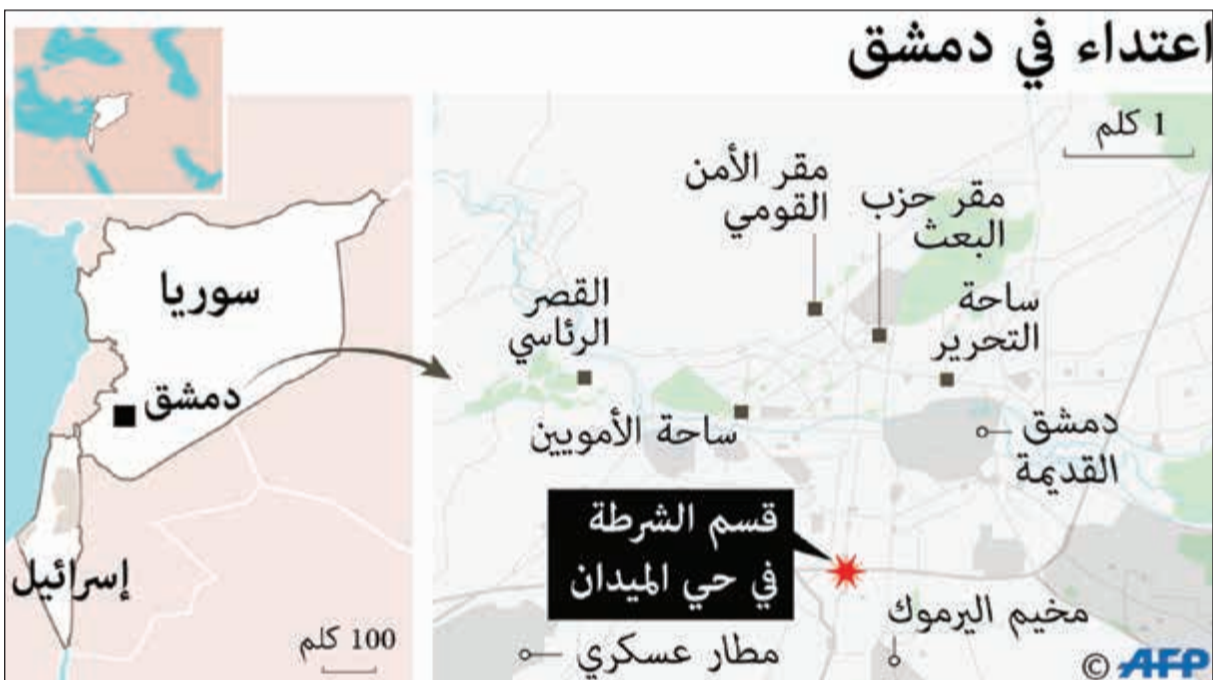 اعتداء في دمشق
1 كلم
مقر الأمن
القومي
مقر حزب
البعث
ساحة
التحرير
القصر
الرئاسي
ساحة الأمويين
دمشق
القديمة
قسم الشرطة
في حي الميدان
مخيم اليرموك
مطار عسكري
© AFP
سوريا
دمشق
إسرائيل
100 كلم